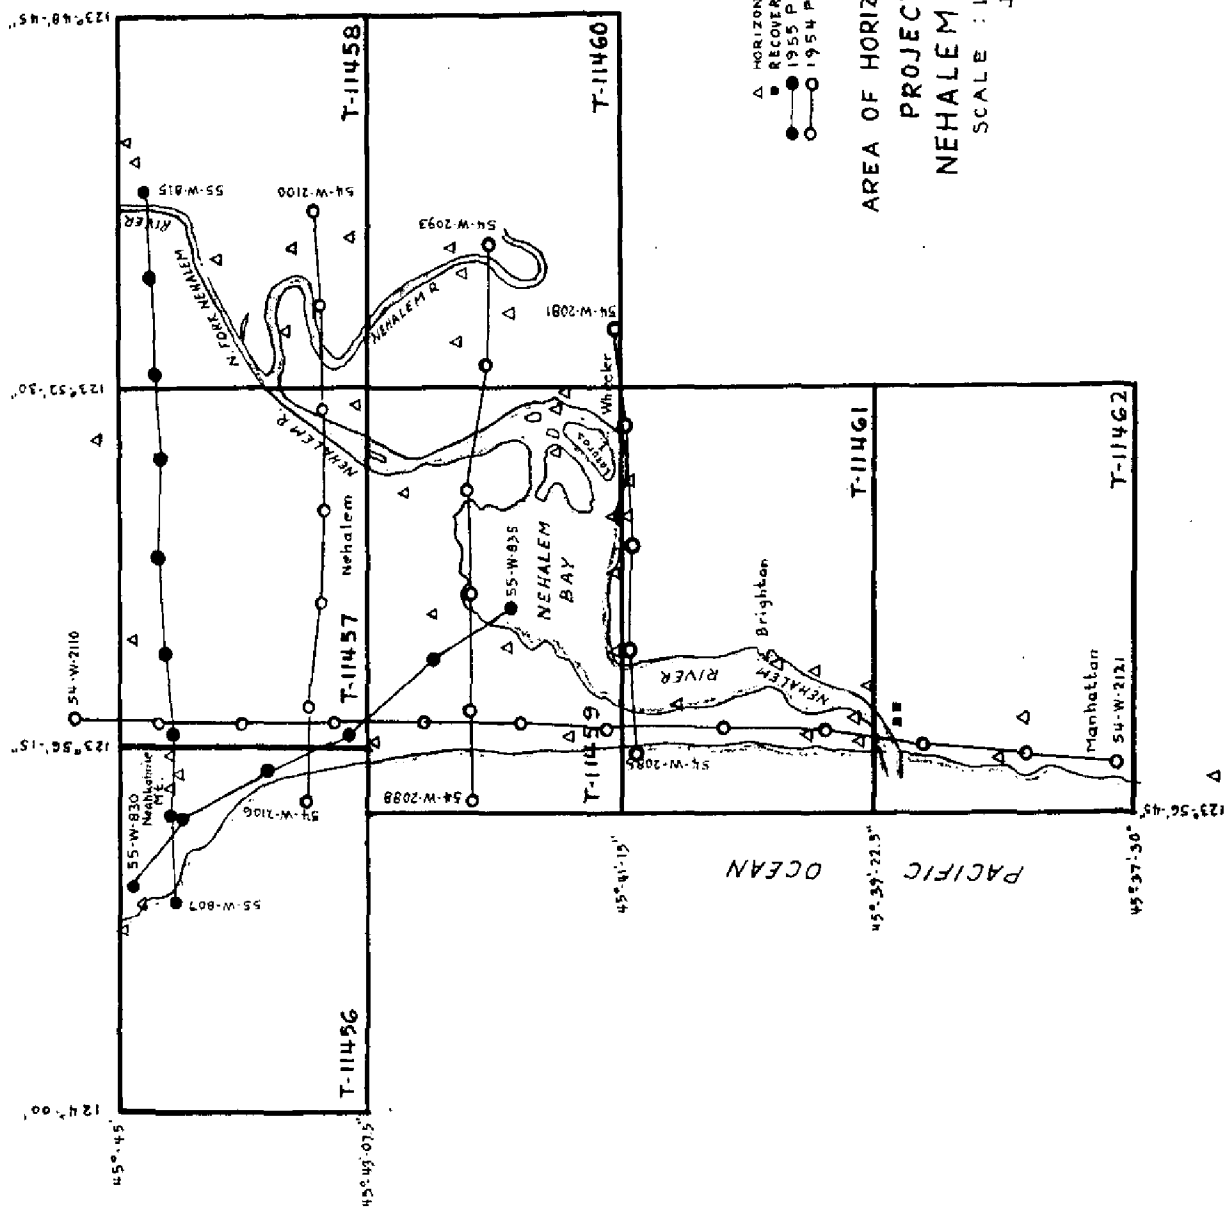 123°-48'-45"
T-11458
T-11460
△ HORIZON
■ RECOVER
●—● 1955 P
○—○ 1954 P
AREA OF HORIZ
PROJEC
NEHALEM
SCALE :
55-W-815
RIVER
N. FORK NEHALEM
54-W-2100
54-W-2093
NEHALEM R
54-W-2081
123°-52'-30"
Wheeler
NEHALEM R.
Lazurus
I.
T-11461
T-11462
Nehalem
NEHALEM
BAY
55-W-835
54-W-2110
T-11457
Brighton
RIVER
NEHALEM
123°-56'-15"
T-11459
Manhattan
54-W-2121
54-W-2085
55-W-830
Neahkahnie
Mt.
54-W-2106
54-W-2088
123°-56'-45"
55-W-807
PACIFIC OCEAN
45°-41'-15"
45°-39'-22.5"
45°-37'-30"
T-11456
124°-00'
45°-45'
45°-43'-07.5"